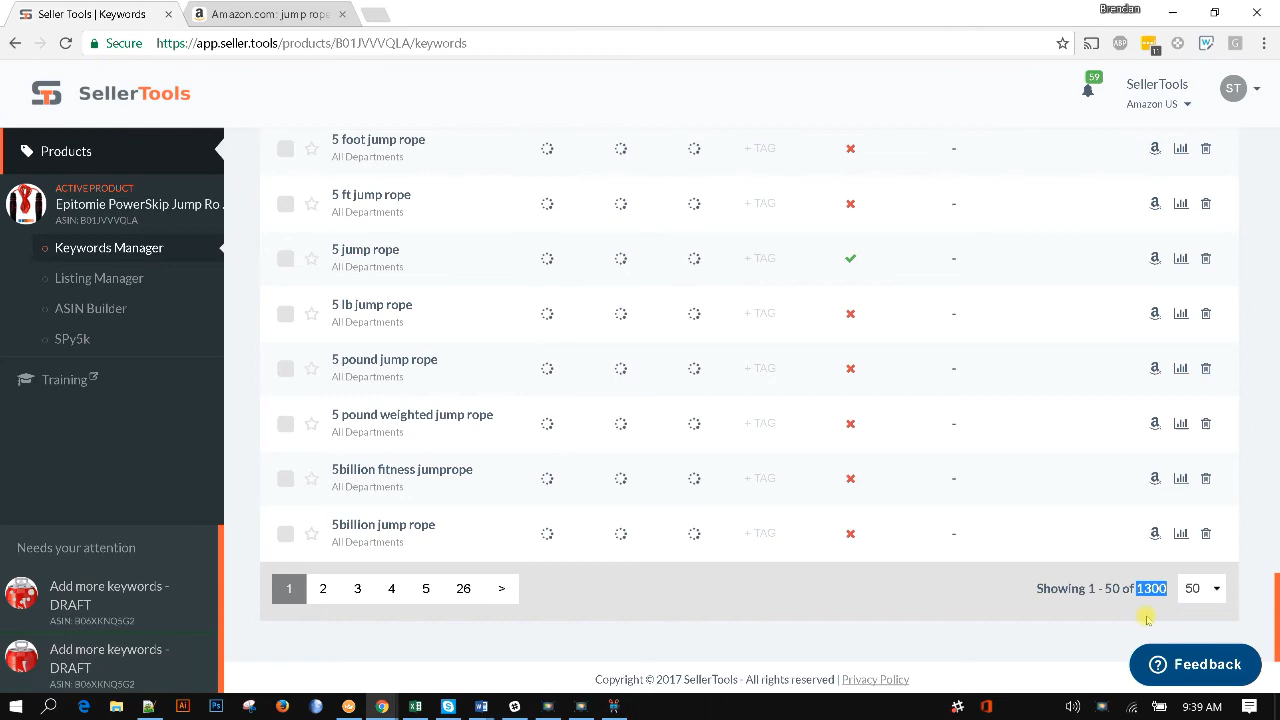 Brendan
Seller Tools | Keywords
Amazon.com: jump rope
Secure
https://app.seller.tools/products/B01JVVVQLA/keywords
ABP
11
G
SellerTools
59
SellerTools
Amazon US
ST
Products
ACTIVE PRODUCT
Epitomie PowerSkip Jump Ro
ASIN: B01JVVVQLA
Keywords Manager
Listing Manager
ASIN Builder
SPy5k
Training
Needs your attention
Add more keywords -
DRAFT
ASIN: B06XKNQ5G2
Add more keywords -
DRAFT
ASIN: B06XKNQ5G2
5 foot jump rope
All Departments
+ TAG
-
5 ft jump rope
All Departments
+ TAG
-
5 jump rope
All Departments
+ TAG
-
5 lb jump rope
All Departments
+ TAG
-
5 pound jump rope
All Departments
+ TAG
-
5 pound weighted jump rope
All Departments
+ TAG
-
5billion fitness jumprope
All Departments
+ TAG
-
5billion jump rope
All Departments
+ TAG
-
1 2 3 4 5 26 >
Showing 1 - 50 of 1300
50
Feedback
Copyright © 2017 SellerTools - All rights reserved | Privacy Policy
9:39 AM